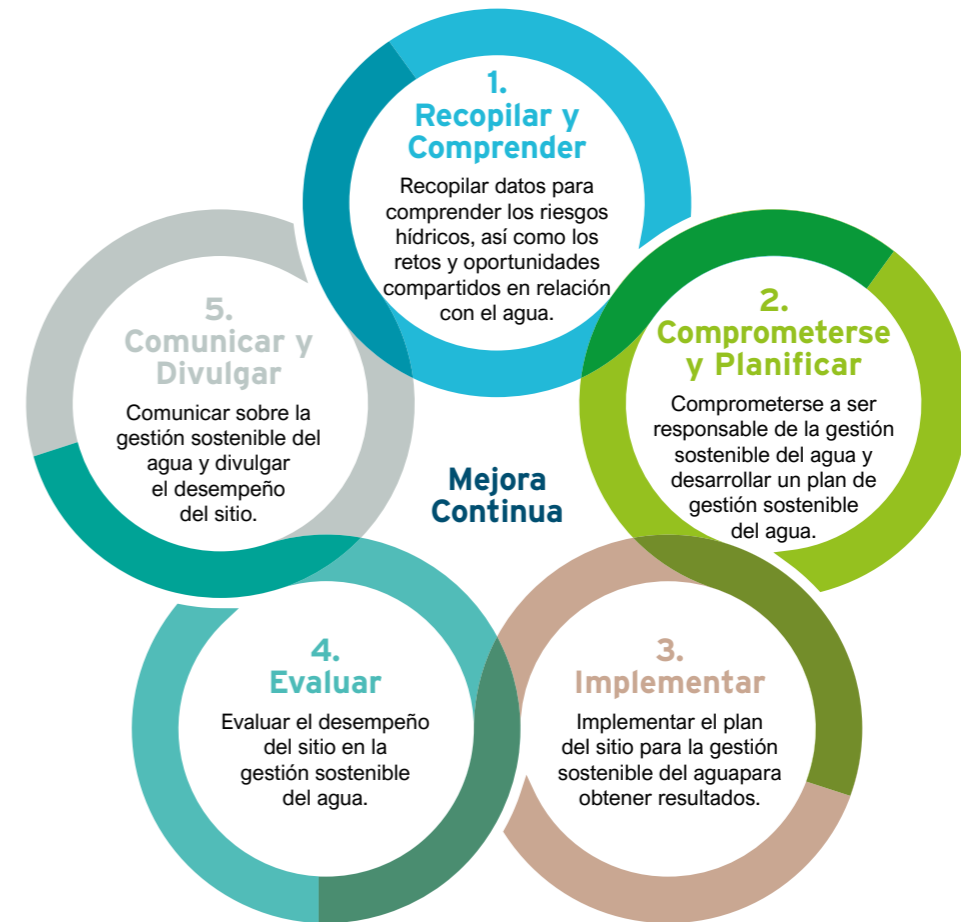 1.
Recopilar y
Comprender
Recopilar datos para
comprender los riesgos
hídricos, así como los
retos y oportunidades
compartidos en relación
con el agua.
2.
Comprometerse
y Planificar
Comprometerse a ser
responsable de la gestión
sostenible del agua y
desarrollar un plan de
gestión sostenible
del agua.
3.
Implementar
Implementar el plan
del sitio para la gestión
sostenible del aguapara
obtener resultados.
4.
Evaluar
Evaluar el desempeño
del sitio en la
gestión sostenible
del agua.
5.
Comunicar y
Divulgar
Comunicar sobre la
gestión sostenible del
agua y divulgar
el desempeño
del sitio.
Mejora
Continua